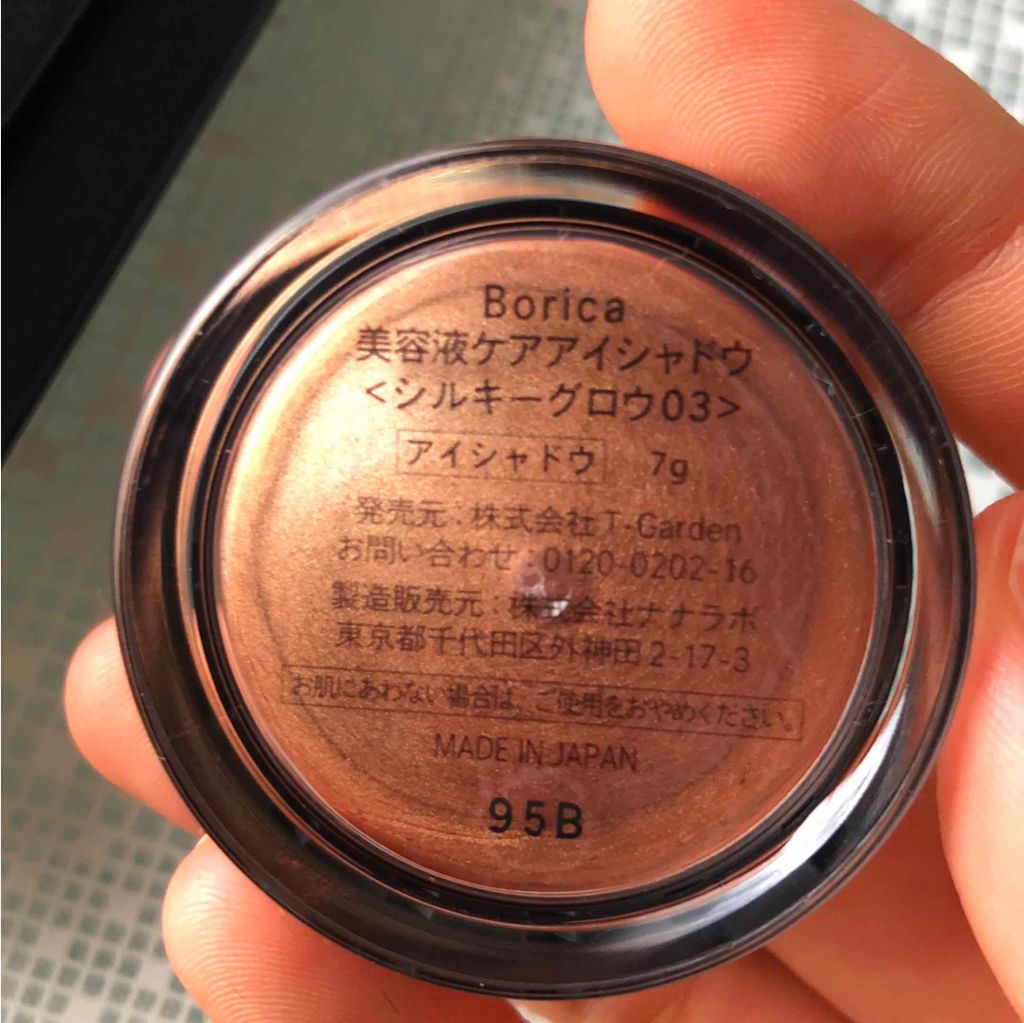 Borica
美容液ケアアイシャドウ
<シルキーグロウ03>
アイシャドウ 7g
発売元:株式会社T-Garden
お問い合わせ:0120-0202-16
製造販売元:株式会社ナナラボ
東京都千代田区外神田2-17-3
お肌にあわない場合は、ご使用をおやめください。
MADE IN JAPAN
95B